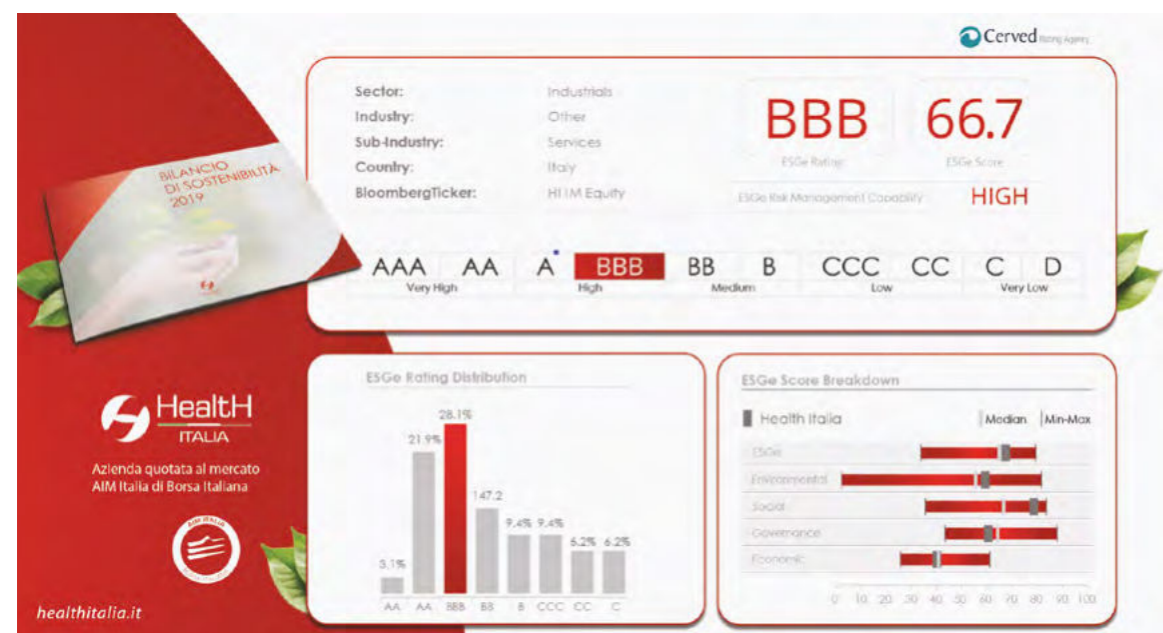 Cerved Rating Agency
Sector: Industrials
Industry: Other
Sub-Industry: Services
Country: Italy
BloombergTicker: HI IM Equity
BBB 66.7
ESGe Rating ESGe Score
ESGe Risk Management Capability HIGH
AAA AA A BBB BB B CCC CC C D
Very High High Medium Low Very Low
BILANCIO
DI SOSTENIBILITÀ
2019
HealtH
ITALIA
Azienda quotata al mercato
AIM Italia di Borsa Italiana
AIM ITALIA
healthitalia.it
ESGe Rating Distribution
3,1%
21.9%
28.1%
147.2
9.4% 9.4%
6.2% 6.2%
AA AA BBB BB B CCC CC C
ESGe Score Breakdown
Health Italia Median Min-Max
ESGe
Environmental
Social
Governance
Economic
0 10 20 30 40 50 60 70 80 90 100